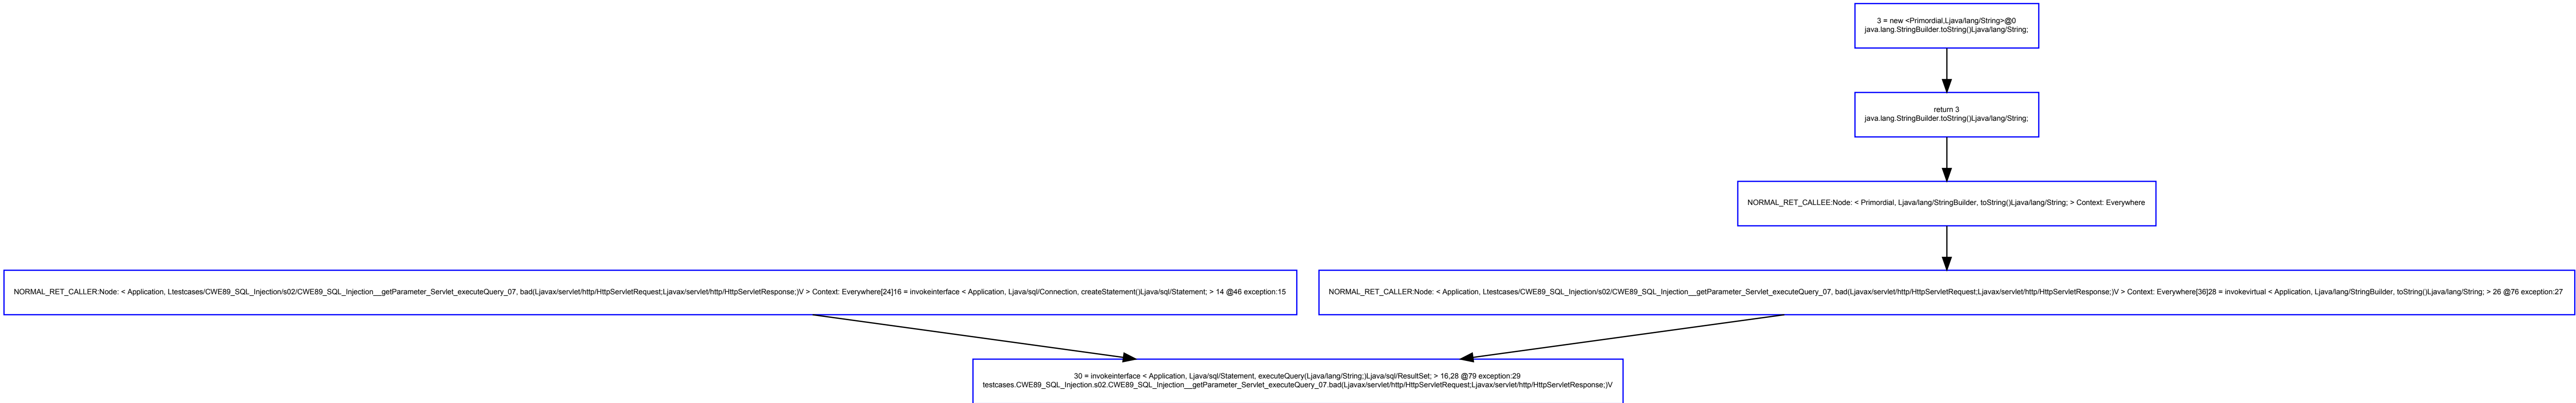 3 = new <Primordial,Ljava/lang/String>@0
java.lang.StringBuilder.toString()Ljava/lang/String;
return 3
java.lang.StringBuilder.toString()Ljava/lang/String;
NORMAL_RET_CALLEE:Node: < Primordial, Ljava/lang/StringBuilder, toString()Ljava/lang/String; > Context: Everywhere
NORMAL_RET_CALLER:Node: < Application, Ltestcases/CWE89_SQL_Injection/s02/CWE89_SQL_Injection__getParameter_Servlet_executeQuery_07, bad(Ljavax/servlet/http/HttpServletRequest;Ljavax/servlet/http/HttpServletResponse;)V > Context: Everywhere[24]16 = invokeinterface < Application, Ljava/sql/Connection, createStatement()Ljava/sql/Statement; > 14 @46 exception:15
NORMAL_RET_CALLER:Node: < Application, Ltestcases/CWE89_SQL_Injection/s02/CWE89_SQL_Injection__getParameter_Servlet_executeQuery_07, bad(Ljavax/servlet/http/HttpServletRequest;Ljavax/servlet/http/HttpServletResponse;)V > Context: Everywhere[36]28 = invokevirtual < Application, Ljava/lang/StringBuilder, toString()Ljava/lang/String; > 26 @76 exception:27
30 = invokeinterface < Application, Ljava/sql/Statement, executeQuery(Ljava/lang/String;)Ljava/sql/ResultSet; > 16,28 @79 exception:29
testcases.CWE89_SQL_Injection.s02.CWE89_SQL_Injection__getParameter_Servlet_executeQuery_07.bad(Ljavax/servlet/http/HttpServletRequest;Ljavax/servlet/http/HttpServletResponse;)V